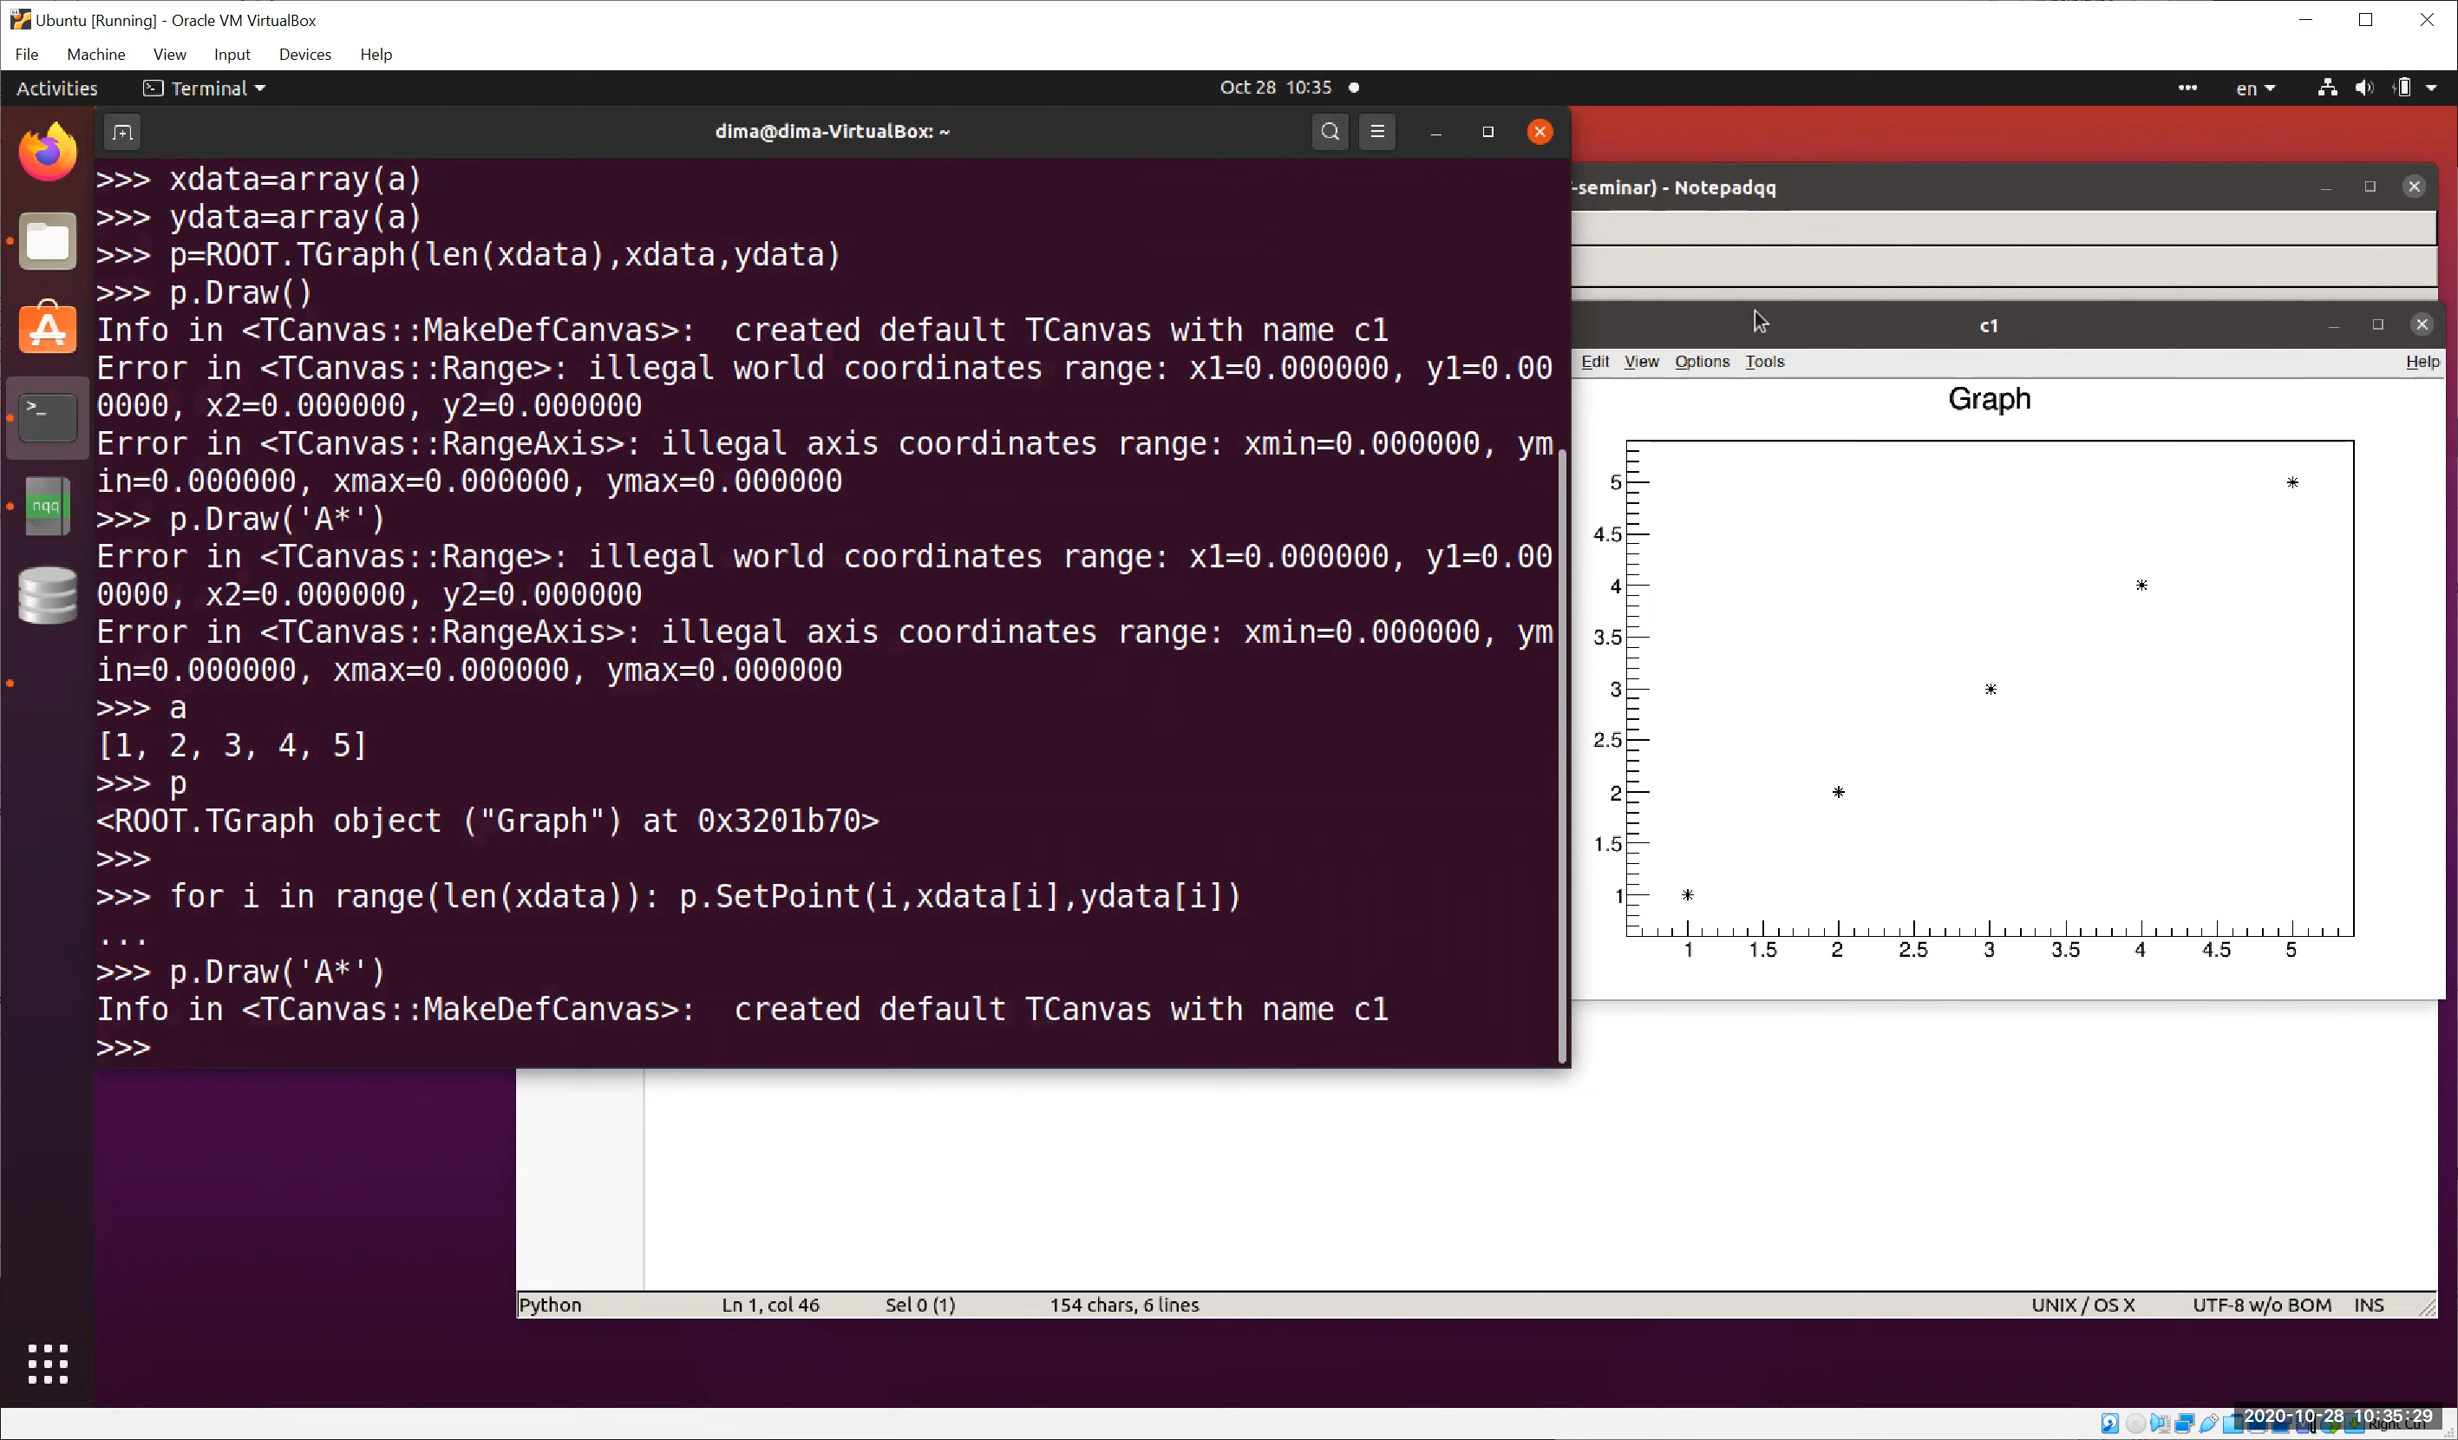 Ubuntu [Running] - Oracle VM VirtualBox
File Machine View Input Devices Help
Activities Terminal Oct 28 10:35 en
dima@dima-VirtualBox: ~
>>> xdata=array(a)
>>> ydata=array(a)
>>> p=ROOT.TGraph(len(xdata),xdata,ydata)
>>> p.Draw()
Info in <TCanvas::MakeDefCanvas>:  created default TCanvas with name c1
Error in <TCanvas::Range>: illegal world coordinates range: x1=0.000000, y1=0.00
0000, x2=0.000000, y2=0.000000
Error in <TCanvas::RangeAxis>: illegal axis coordinates range: xmin=0.000000, ym
in=0.000000, xmax=0.000000, ymax=0.000000
>>> p.Draw('A*')
Error in <TCanvas::Range>: illegal world coordinates range: x1=0.000000, y1=0.00
0000, x2=0.000000, y2=0.000000
Error in <TCanvas::RangeAxis>: illegal axis coordinates range: xmin=0.000000, ym
in=0.000000, xmax=0.000000, ymax=0.000000
>>> a
[1, 2, 3, 4, 5]
>>> p
<ROOT.TGraph object ("Graph") at 0x3201b70>
>>>
>>> for i in range(len(xdata)): p.SetPoint(i,xdata[i],ydata[i])
...
>>> p.Draw('A*')
Info in <TCanvas::MakeDefCanvas>:  created default TCanvas with name c1
>>>
nqq
-seminar) - Notepadqq
c1
Edit View Options Tools Help
Graph
5
4.5
4
3.5
3
2.5
2
1.5
1
1 1.5 2 2.5 3 3.5 4 4.5 5
Python Ln 1, col 46 Sel 0 (1) 154 chars, 6 lines UNIX / OS X UTF-8 w/o BOM INS
2020-10-28 10:35:29
Right Ctrl